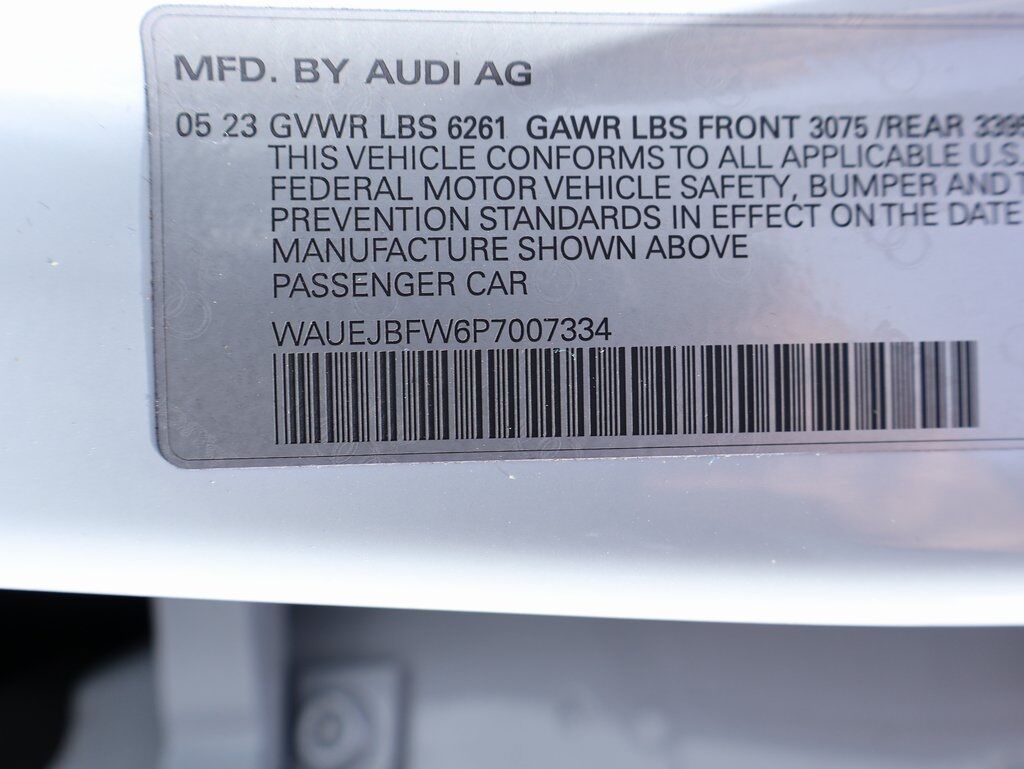 MFD. BY AUDI AG
05 23 GVWR LBS 6261 GAWR LBS FRONT 3075 /REAR
THIS VEHICLE CONFORMS TO ALL APPLICABLE U.S.
FEDERAL MOTOR VEHICLE SAFETY, BUMPER AND
PREVENTION STANDARDS IN EFFECT ON THE DATE
MANUFACTURE SHOWN ABOVE
PASSENGER CAR
WAUEJBFW6P7007334